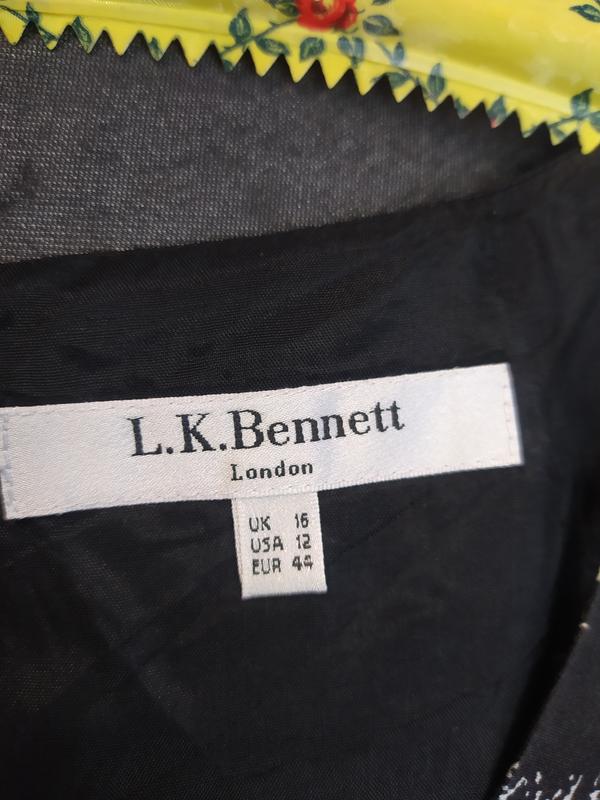 L.K.Bennett
London
UK 16
USA 12
EUR 44